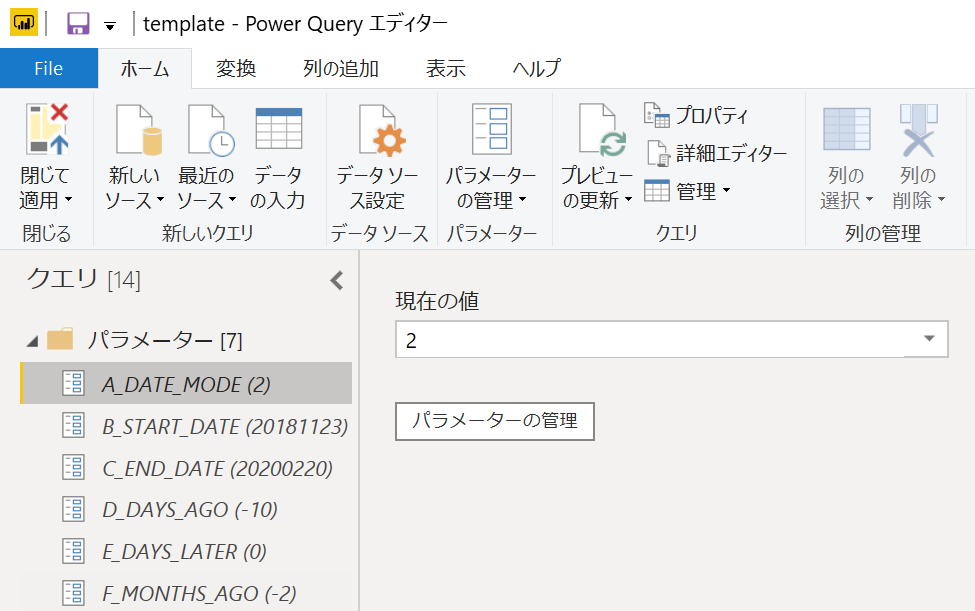 template - Power Query エディター
File
ホーム
変換
列の追加
表示
ヘルプ
閉じて
適用
新しい
ソース
最近の
ソース
データ
の入力
データ ソー
ス設定
パラメーター
の管理
プレビュー
の更新
プロパティ
詳細エディター
管理
列の
選択
列の
削除
閉じる
新しいクエリ
データ ソース
パラメーター
クエリ
列の管理
クエリ [14]
パラメーター [7]
A_DATE_MODE (2)
B_START_DATE (20181123)
C_END_DATE (20200220)
D_DAYS_AGO (-10)
E_DAYS_LATER (0)
F_MONTHS_AGO (-2)
現在の値
2
パラメーターの管理